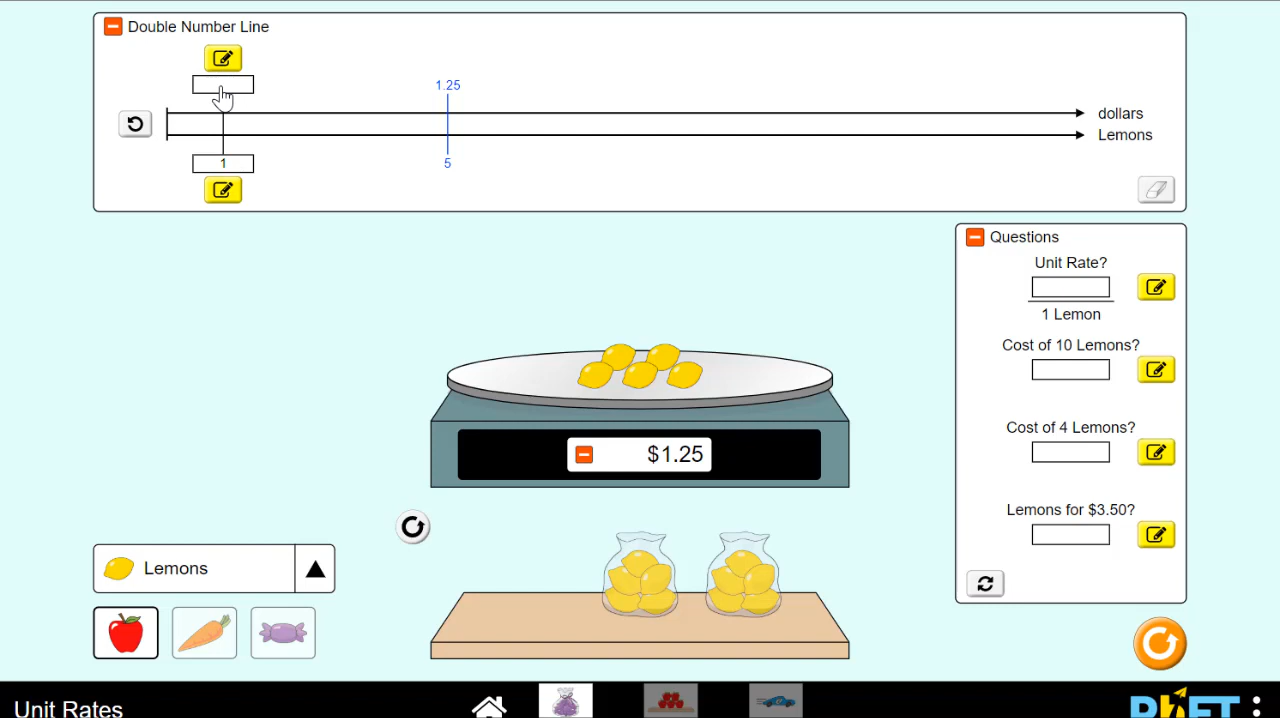 Double Number Line
1.25
dollars
Lemons
5
1
Questions
Unit Rate?
1 Lemon
Cost of 10 Lemons?
Cost of 4 Lemons?
Lemons for $3.50?
$1.25
Lemons
Unit Rates
PhET